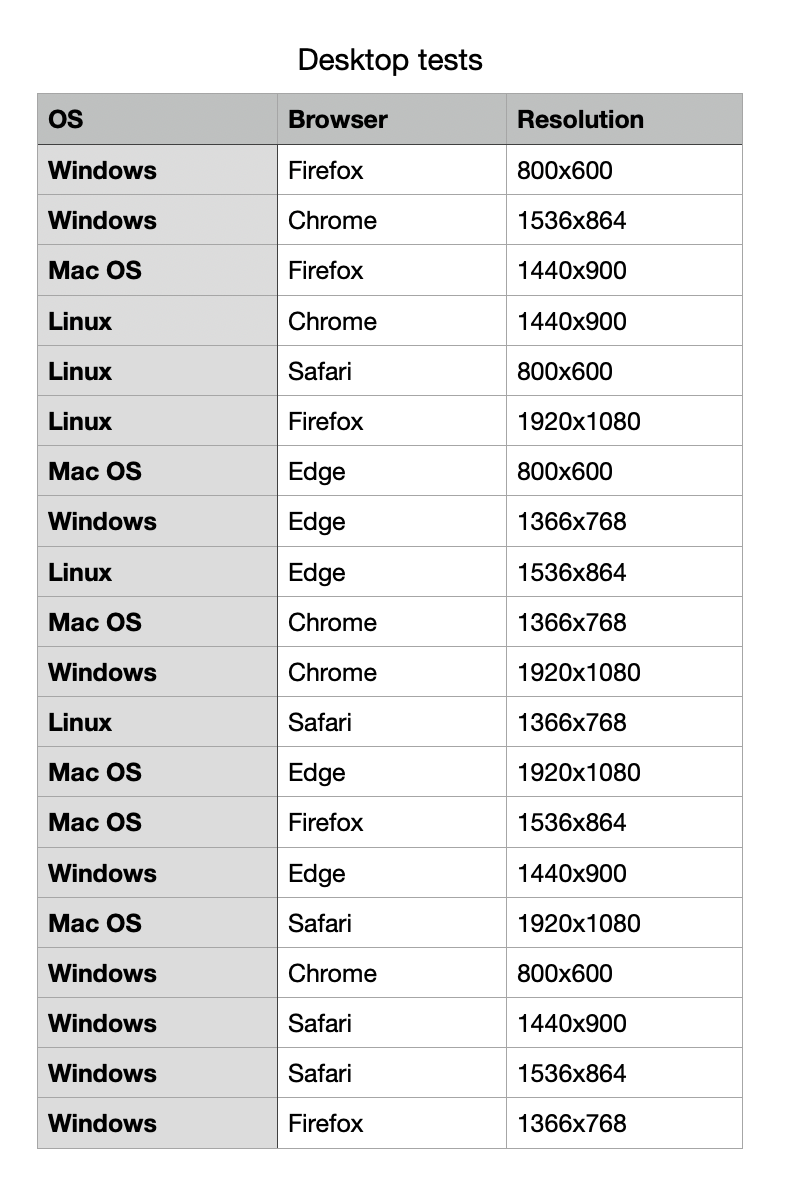 Desktop tests
OS Browser Resolution
Windows Firefox 800x600
Windows Chrome 1536x864
Mac OS Firefox 1440x900
Linux Chrome 1440x900
Linux Safari 800x600
Linux Firefox 1920x1080
Mac OS Edge 800x600
Windows Edge 1366x768
Linux Edge 1536x864
Mac OS Chrome 1366x768
Windows Chrome 1920x1080
Linux Safari 1366x768
Mac OS Edge 1920x1080
Mac OS Firefox 1536x864
Windows Edge 1440x900
Mac OS Safari 1920x1080
Windows Chrome 800x600
Windows Safari 1440x900
Windows Safari 1536x864
Windows Firefox 1366x768